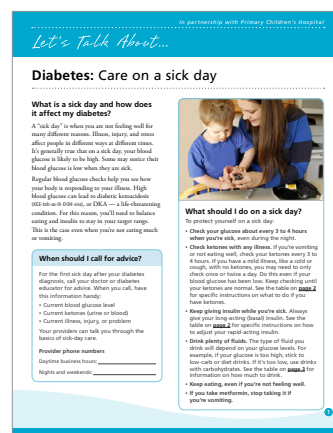 In partnership with Primary Children's Hospital
Let's Talk About...
Diabetes: Care on a sick day
What is a sick day and how does
it affect my diabetes?
A "sick day" is when you are not feeling well for
many different reasons. Illness, injury, and stress
affect people in different ways at different times.
It's generally true that on a sick day, your blood
glucose is likely to be high. Some may notice their
blood glucose is low when they are sick.
Regular blood glucose checks help you see how
your body is responding to your illness. High
blood glucose can lead to diabetic ketoacidosis
or DKA — a life-threatening
condition. For this reason, you'll need to balance
eating and insulin to stay in your target range.
This is the case even when you're not eating much
or vomiting.
When should I call for advice?
For the first sick day after your diabetes
diagnosis, call your doctor or diabetes
educator for advice. When you call, have
this information handy:
• Current blood glucose level
• Current ketones (urine or blood)
• Current illness, injury, or problem
Your providers can talk you through the
basics of sick-day care.
Provider phone numbers
Daytime business hours:
Nights and weekends:
What should I do on a sick day?
To protect yourself on a sick day:
• Check your glucose about every 3 to 4 hours
when you're sick, even during the night.
• Check ketones with any illness. If you're vomiting
or not eating well, check your ketones every 3 to
4 hours. If you have a mild illness, like a cold or
cough, with no ketones, you may need to only
check once or twice a day. Do this even if your
blood glucose has been low. Keep checking until
your ketones are normal. See the table on page 2
for specific instructions on what to do if you
have ketones.
• Keep giving insulin while you're sick. Always
give your long-acting (basal) insulin. See the
table on page 2 for specific instructions on how
to adjust your rapid-acting insulin.
• Drink plenty of fluids. The type of fluid you
drink will depend on your glucose levels. For
example, if your glucose is too high, stick to
low-carb or diet drinks. If it's too low, use drinks
with carbohydrates. See the table on page 3 for
information on how much to drink.
• Keep eating, even if you're not feeling well.
• If you take metformin, stop taking it if
you're vomiting.
1